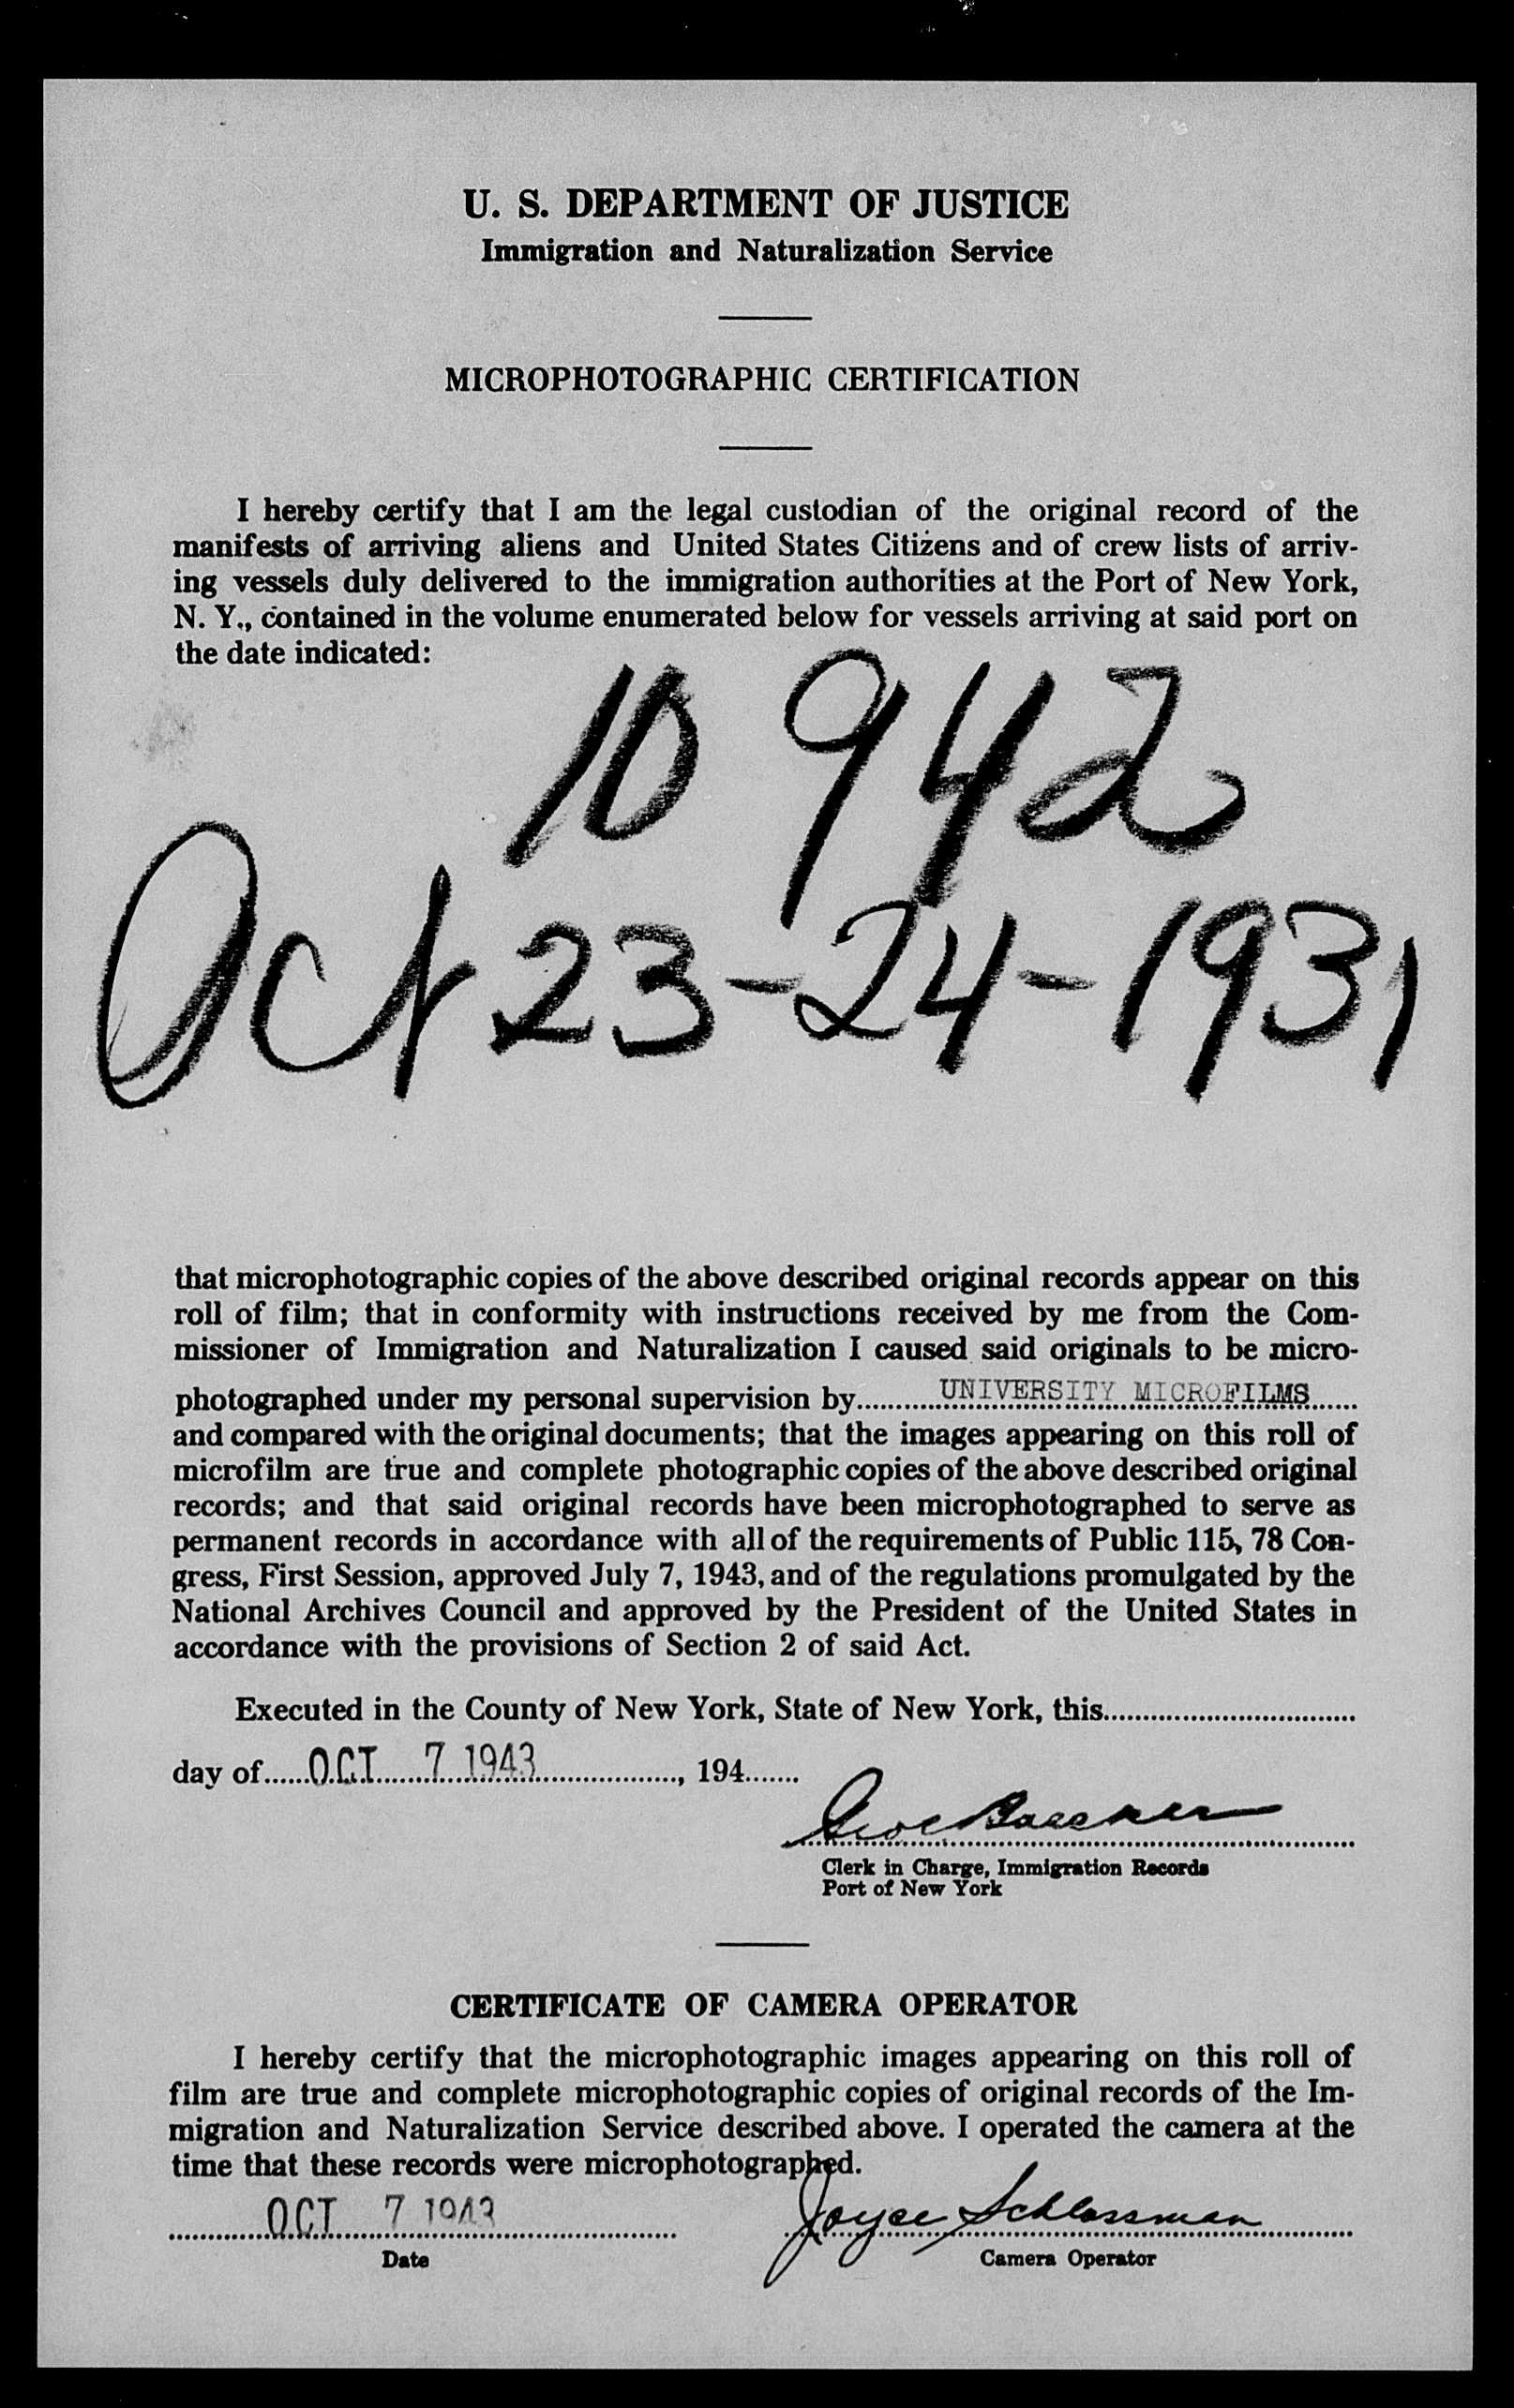 U. S. DEPARTMENT OF JUSTICE
Immigration and Naturalization Service
MICROPHOTOGRAPHIC CERTIFICATION
I hereby certify that I am the legal custodian of the original record of the
manifests of arriving aliens and United States Citizens and of crew lists of arriv-
ing vessels duly delivered to the immigration authorities at the Port of New York,
N. Y., contained in the volume enumerated below for vessels arriving at said port on
the date indicated:
10 942
Oct 23-24-1931
that microphotographic copies of the above described original records appear on this
roll of film; that in conformity with instructions received by me from the Com-
missioner of Immigration and Naturalization I caused said originals to be micro-
photographed under my personal supervision by UNIVERSITY MICROFILMS
and compared with the original documents; that the images appearing on this roll of
microfilm are true and complete photographic copies of the above described original
records; and that said original records have been microphotographed to serve as
permanent records in accordance with all of the requirements of Public 115, 78 Con-
gress, First Session, approved July 7, 1943, and of the regulations promulgated by the
National Archives Council and approved by the President of the United States in
accordance with the provisions of Section 2 of said Act.
Executed in the County of New York, State of New York, this
day of OCT 7 1943, 194
Clerk in Charge, Immigration Records
Port of New York
CERTIFICATE OF CAMERA OPERATOR
I hereby certify that the microphotographic images appearing on this roll of
film are true and complete microphotographic copies of original records of the Im-
migration and Naturalization Service described above. I operated the camera at the
time that these records were microphotographed.
OCT 7 1943 Joyce Schlossman
Date Camera Operator